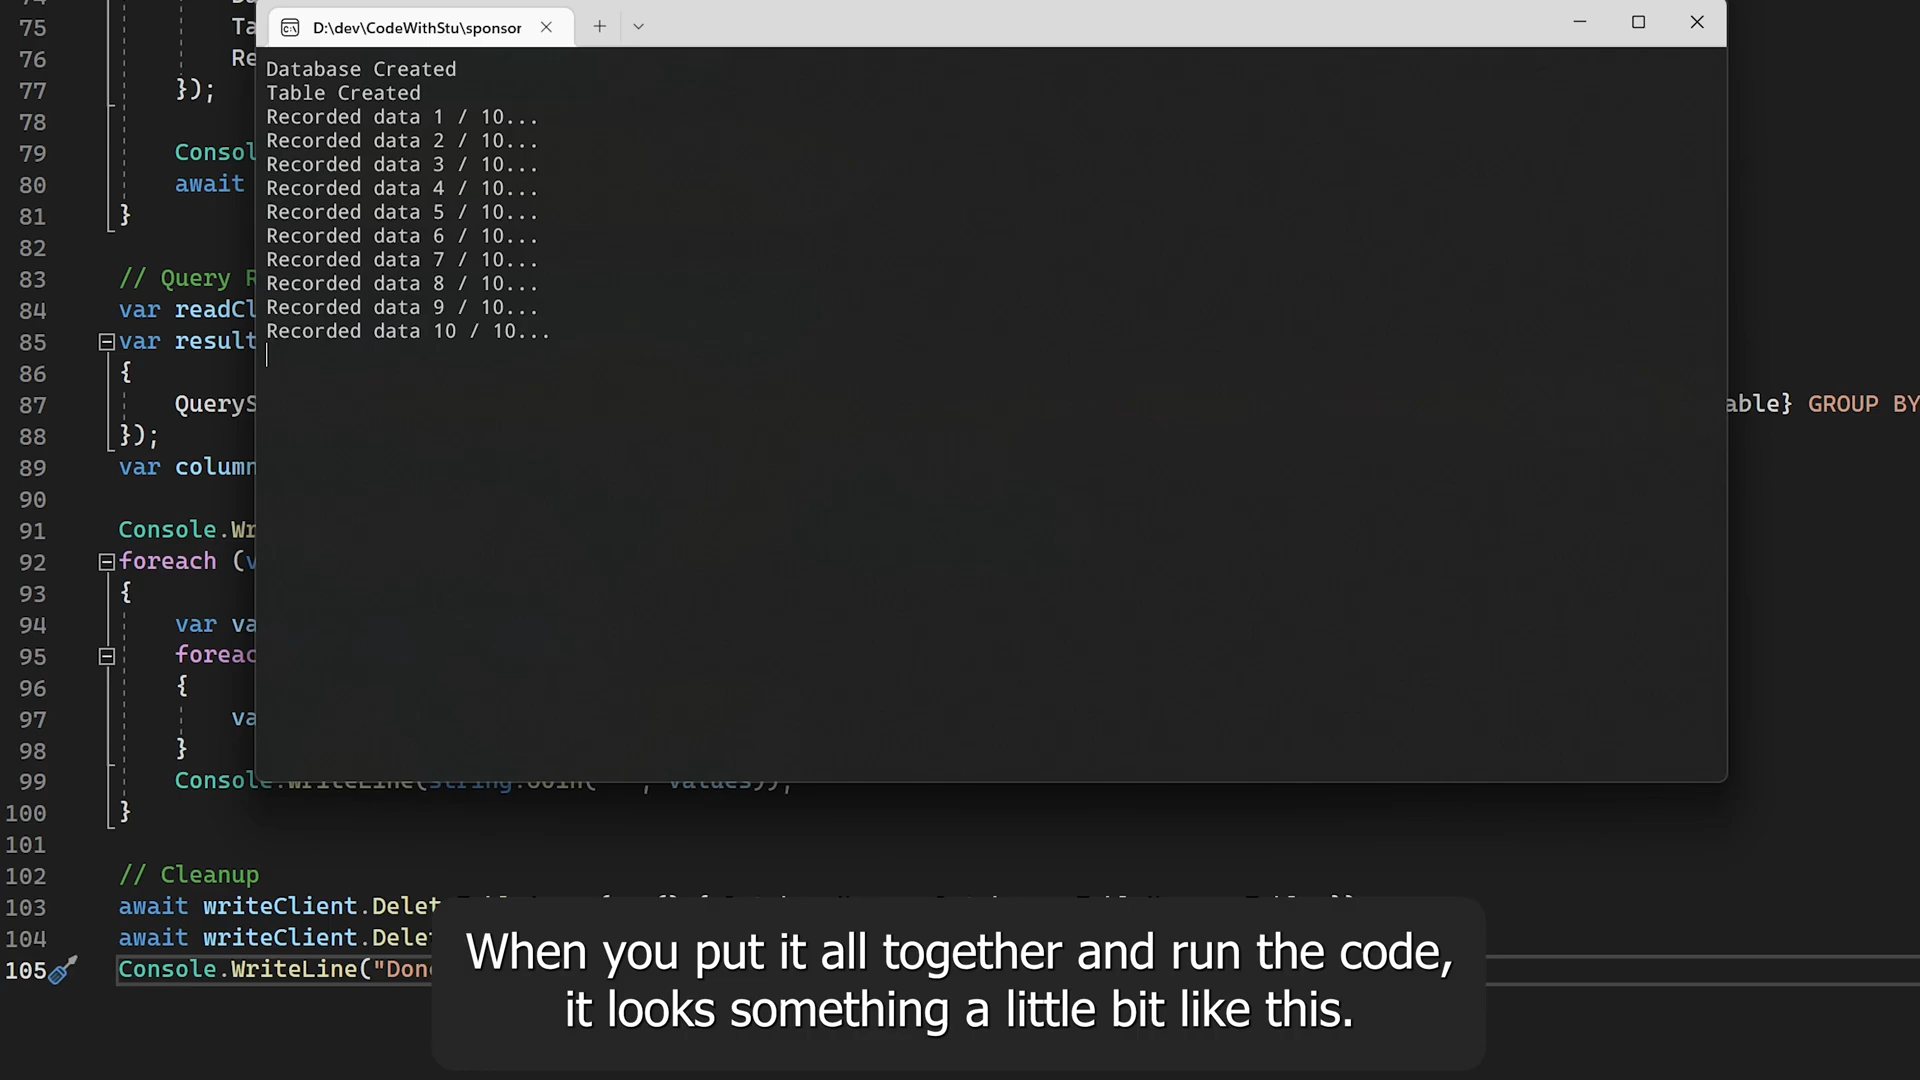 75 Ta
76 Re
77 });
78
79 Consol
80 await
81 }
82
83 // Query R
84 var readCl
85 var result
86 {
87 QueryS able} GROUP BY
88 });
89 var column
90
91 Console.Wr
92 foreach (v
93 {
94 var va
95 foreac
96 {
97 va
98 }
99 Console.WriteLine(string.Join( , values));
100 }
101
102 // Cleanup
103 await writeClient.Delet
104 await writeClient.Delet
105 Console.WriteLine("Don
D:\dev\CodeWithStu\sponsor
Database Created
Table Created
Recorded data 1 / 10...
Recorded data 2 / 10...
Recorded data 3 / 10...
Recorded data 4 / 10...
Recorded data 5 / 10...
Recorded data 6 / 10...
Recorded data 7 / 10...
Recorded data 8 / 10...
Recorded data 9 / 10...
Recorded data 10 / 10...
When you put it all together and run the code,
it looks something a little bit like this.